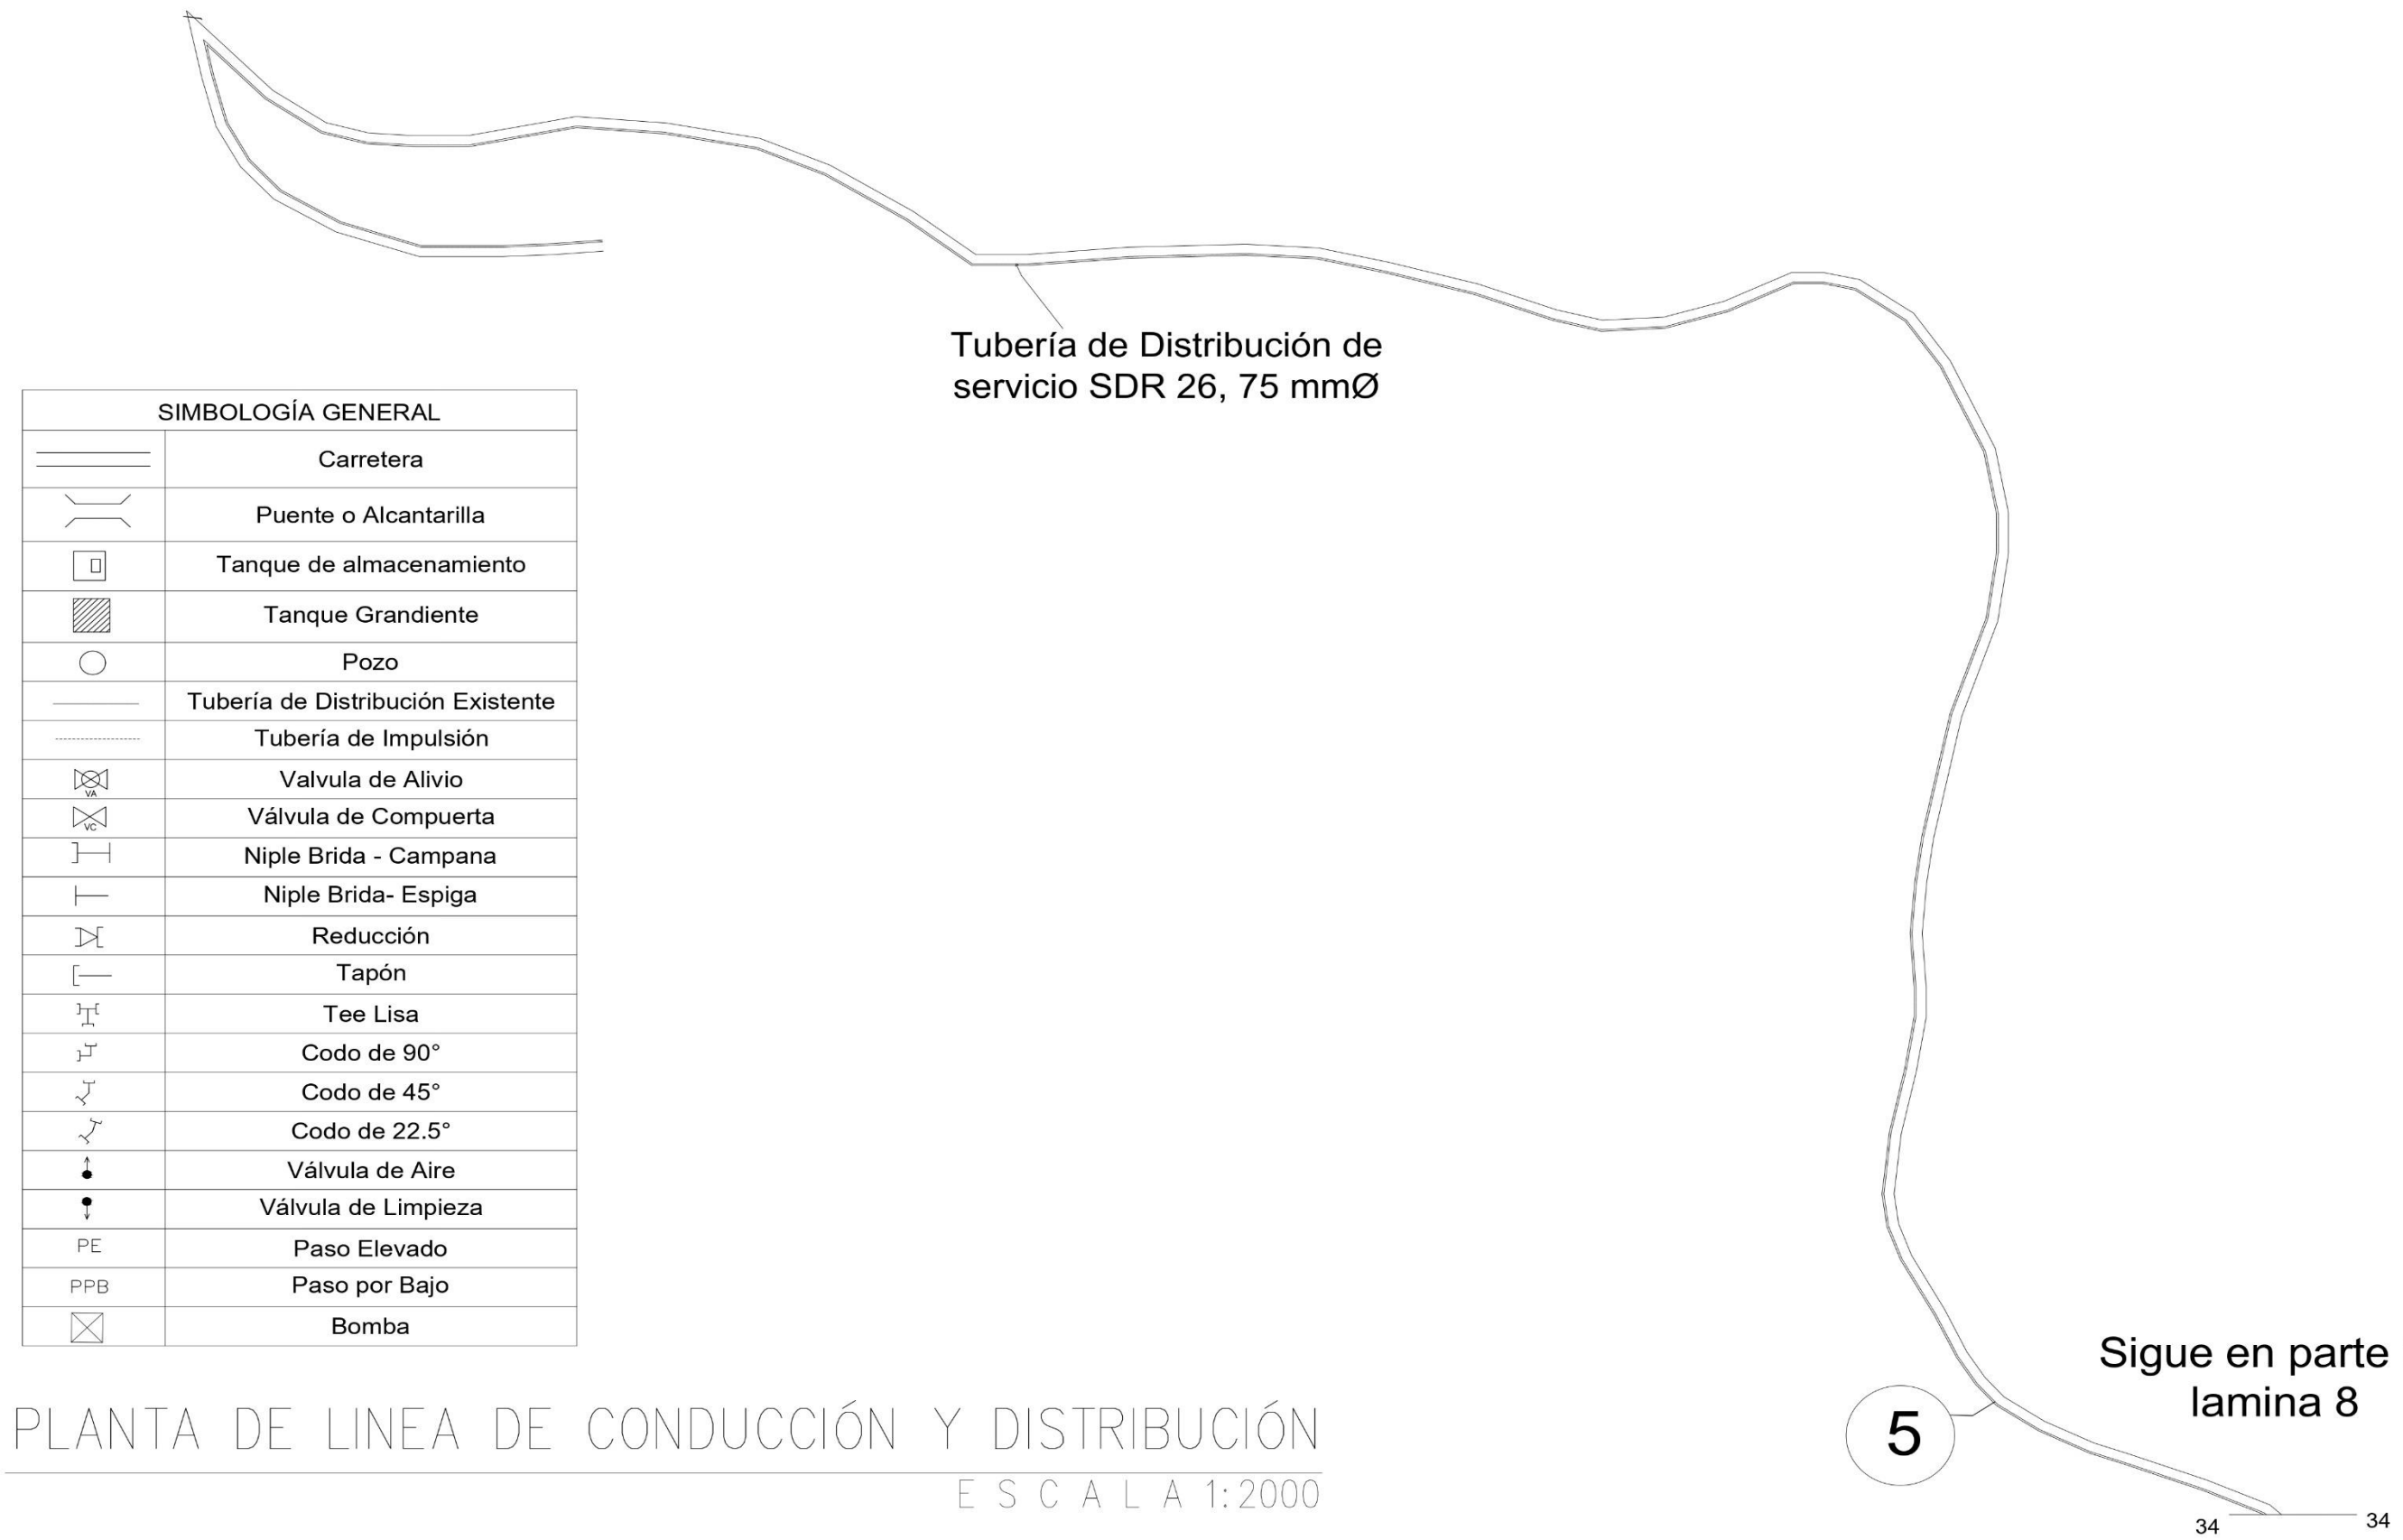 Tubería de Distribución de
servicio SDR 26, 75 mmØ
SIMBOLOGÍA GENERAL
Carretera
Puente o Alcantarilla
Tanque de almacenamiento
Tanque Grandiente
Pozo
Tubería de Distribución Existente
Tubería de Impulsión
VA Valvula de Alivio
VC Válvula de Compuerta
Niple Brida - Campana
Niple Brida- Espiga
Reducción
Tapón
Tee Lisa
Codo de 90°
Codo de 45°
Codo de 22.5°
Válvula de Aire
Válvula de Limpieza
PE Paso Elevado
PPB Paso por Bajo
Bomba
PLANTA DE LINEA DE CONDUCCIÓN Y DISTRIBUCIÓN
ESCALA 1:2000
5
Sigue en parte
lamina 8
34 34